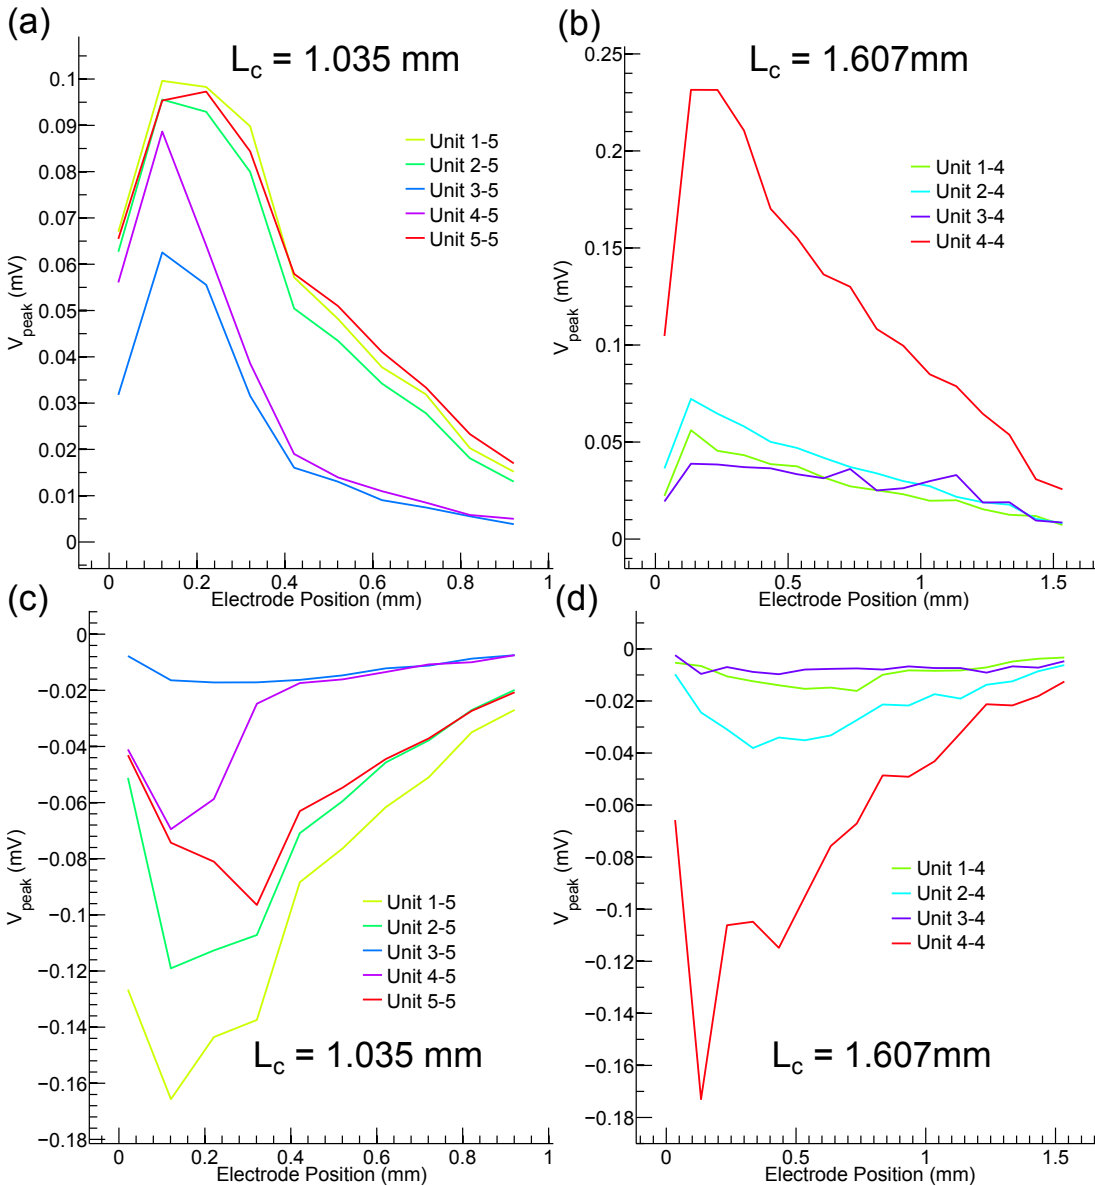 (a)
L_c = 1.035 mm
V_peak (mV)
0.1
0.09
0.08
0.07
0.06
0.05
0.04
0.03
0.02
0.01
0
Unit 1-5
Unit 2-5
Unit 3-5
Unit 4-5
Unit 5-5
0 0.2 0.4 0.6 0.8 1
Electrode Position (mm)
(b)
L_c = 1.607mm
V_peak (mV)
0.25
0.2
0.15
0.1
0.05
0
Unit 1-4
Unit 2-4
Unit 3-4
Unit 4-4
0 0.5 1 1.5
Electrode Position (mm)
(c)
V_peak (mV)
0
−0.02
−0.04
−0.06
−0.08
−0.1
−0.12
−0.14
−0.16
−0.18
Unit 1-5
Unit 2-5
Unit 3-5
Unit 4-5
Unit 5-5
L_c = 1.035 mm
0 0.2 0.4 0.6 0.8 1
Electrode Position (mm)
(d)
V_peak (mV)
0
−0.02
−0.04
−0.06
−0.08
−0.1
−0.12
−0.14
−0.16
−0.18
Unit 1-4
Unit 2-4
Unit 3-4
Unit 4-4
L_c = 1.607mm
0 0.5 1 1.5
Electrode Position (mm)